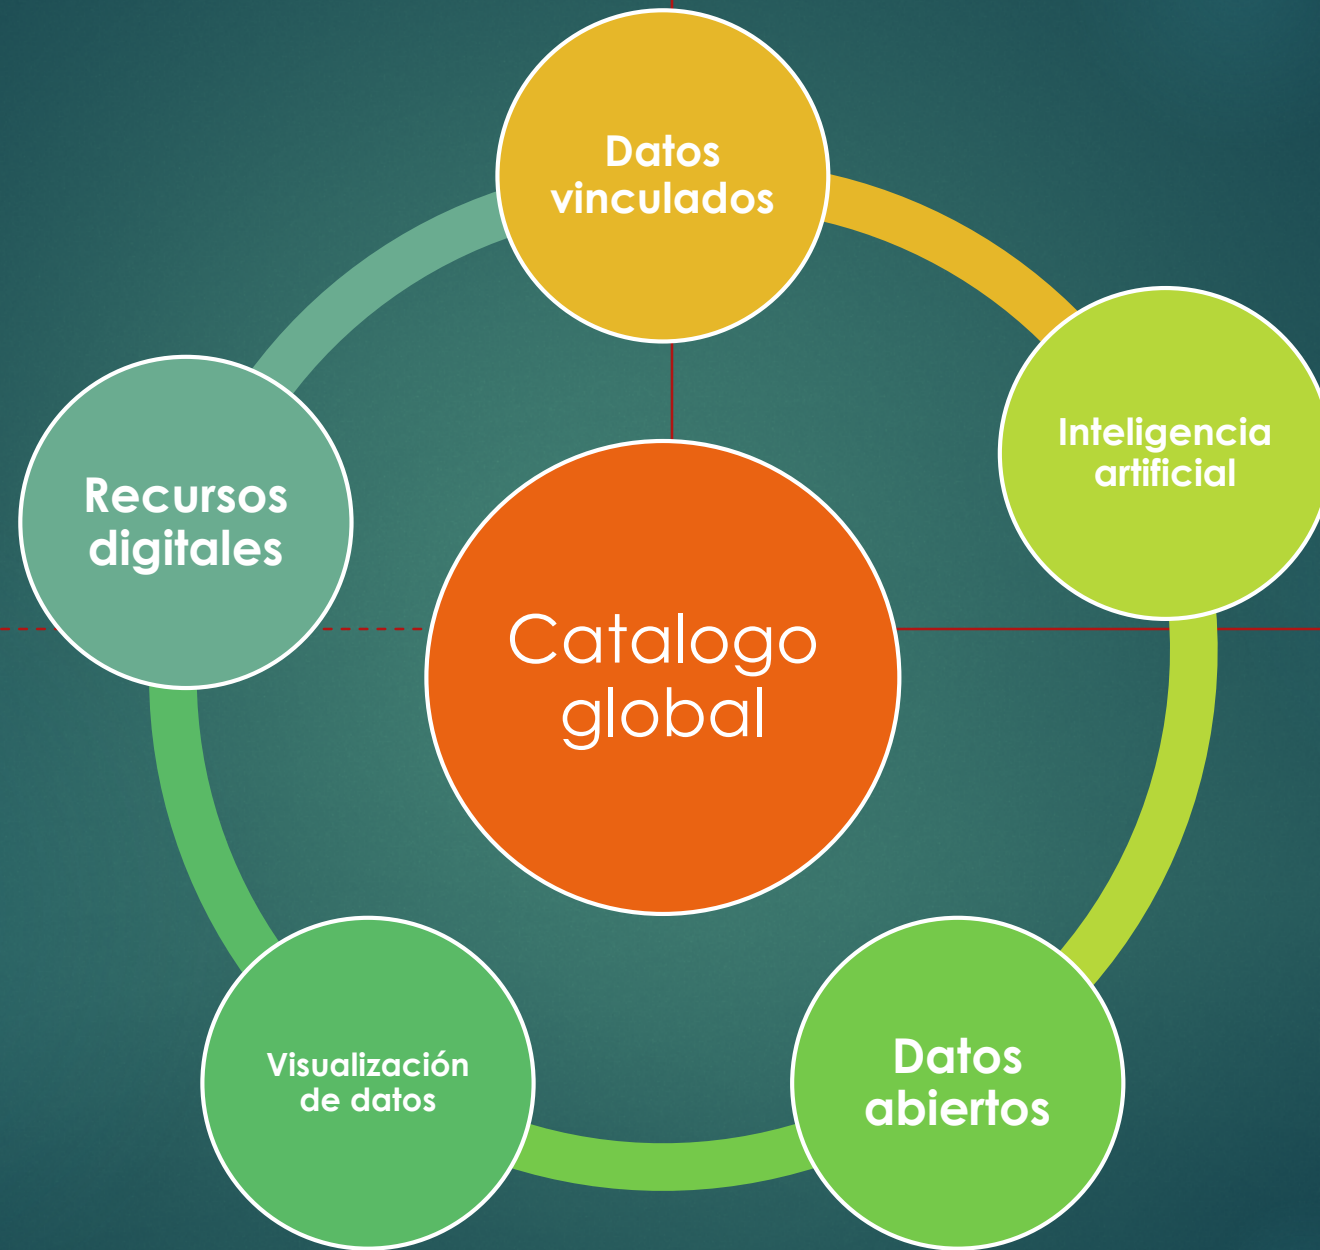 Datos
vinculados
Inteligencia
artificial
Recursos
digitales
Catalogo
global
Visualización
de datos
Datos
abiertos